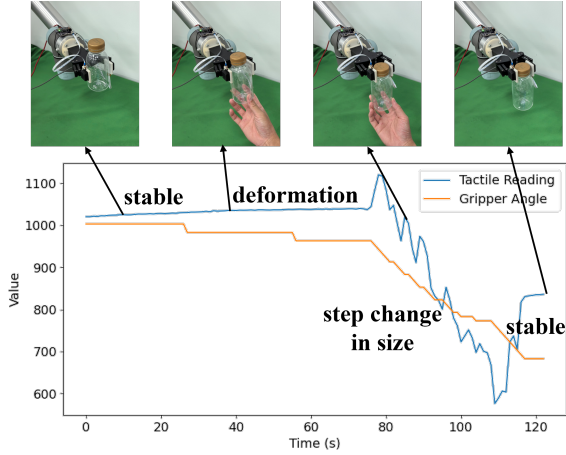 stable
deformation
step change
in size
stable
Tactile Reading
Gripper Angle
Value
1100
1000
900
800
700
600
0
20
40
60
80
100
120
Time (s)